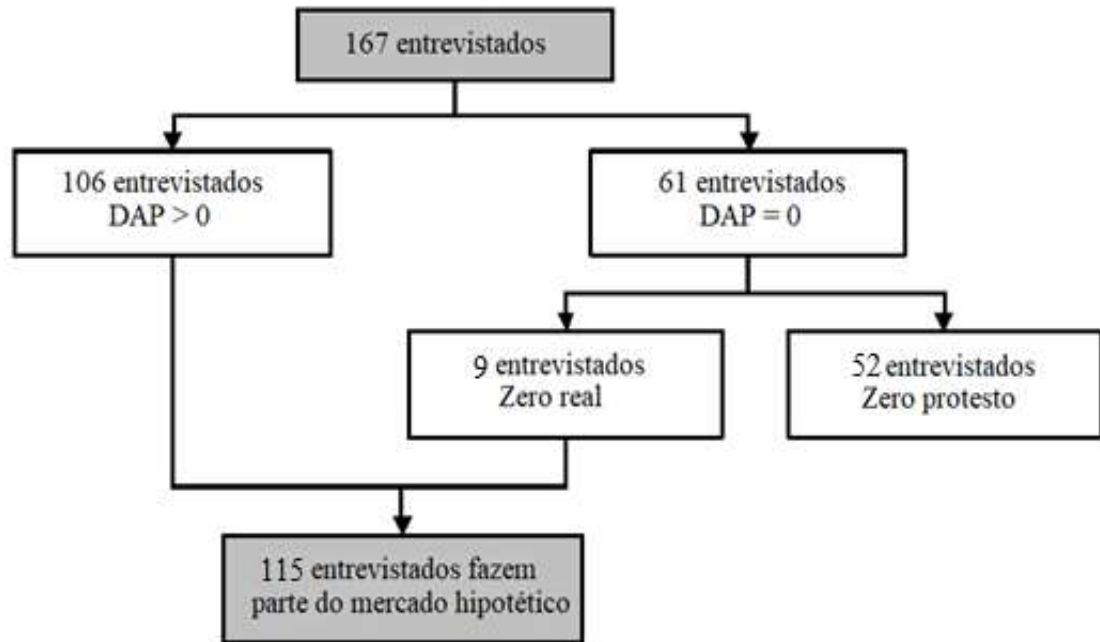 167 entrevistados
106 entrevistados
DAP > 0
61 entrevistados
DAP = 0
9 entrevistados
Zero real
52 entrevistados
Zero protesto
115 entrevistados fazem
parte do mercado hipotético